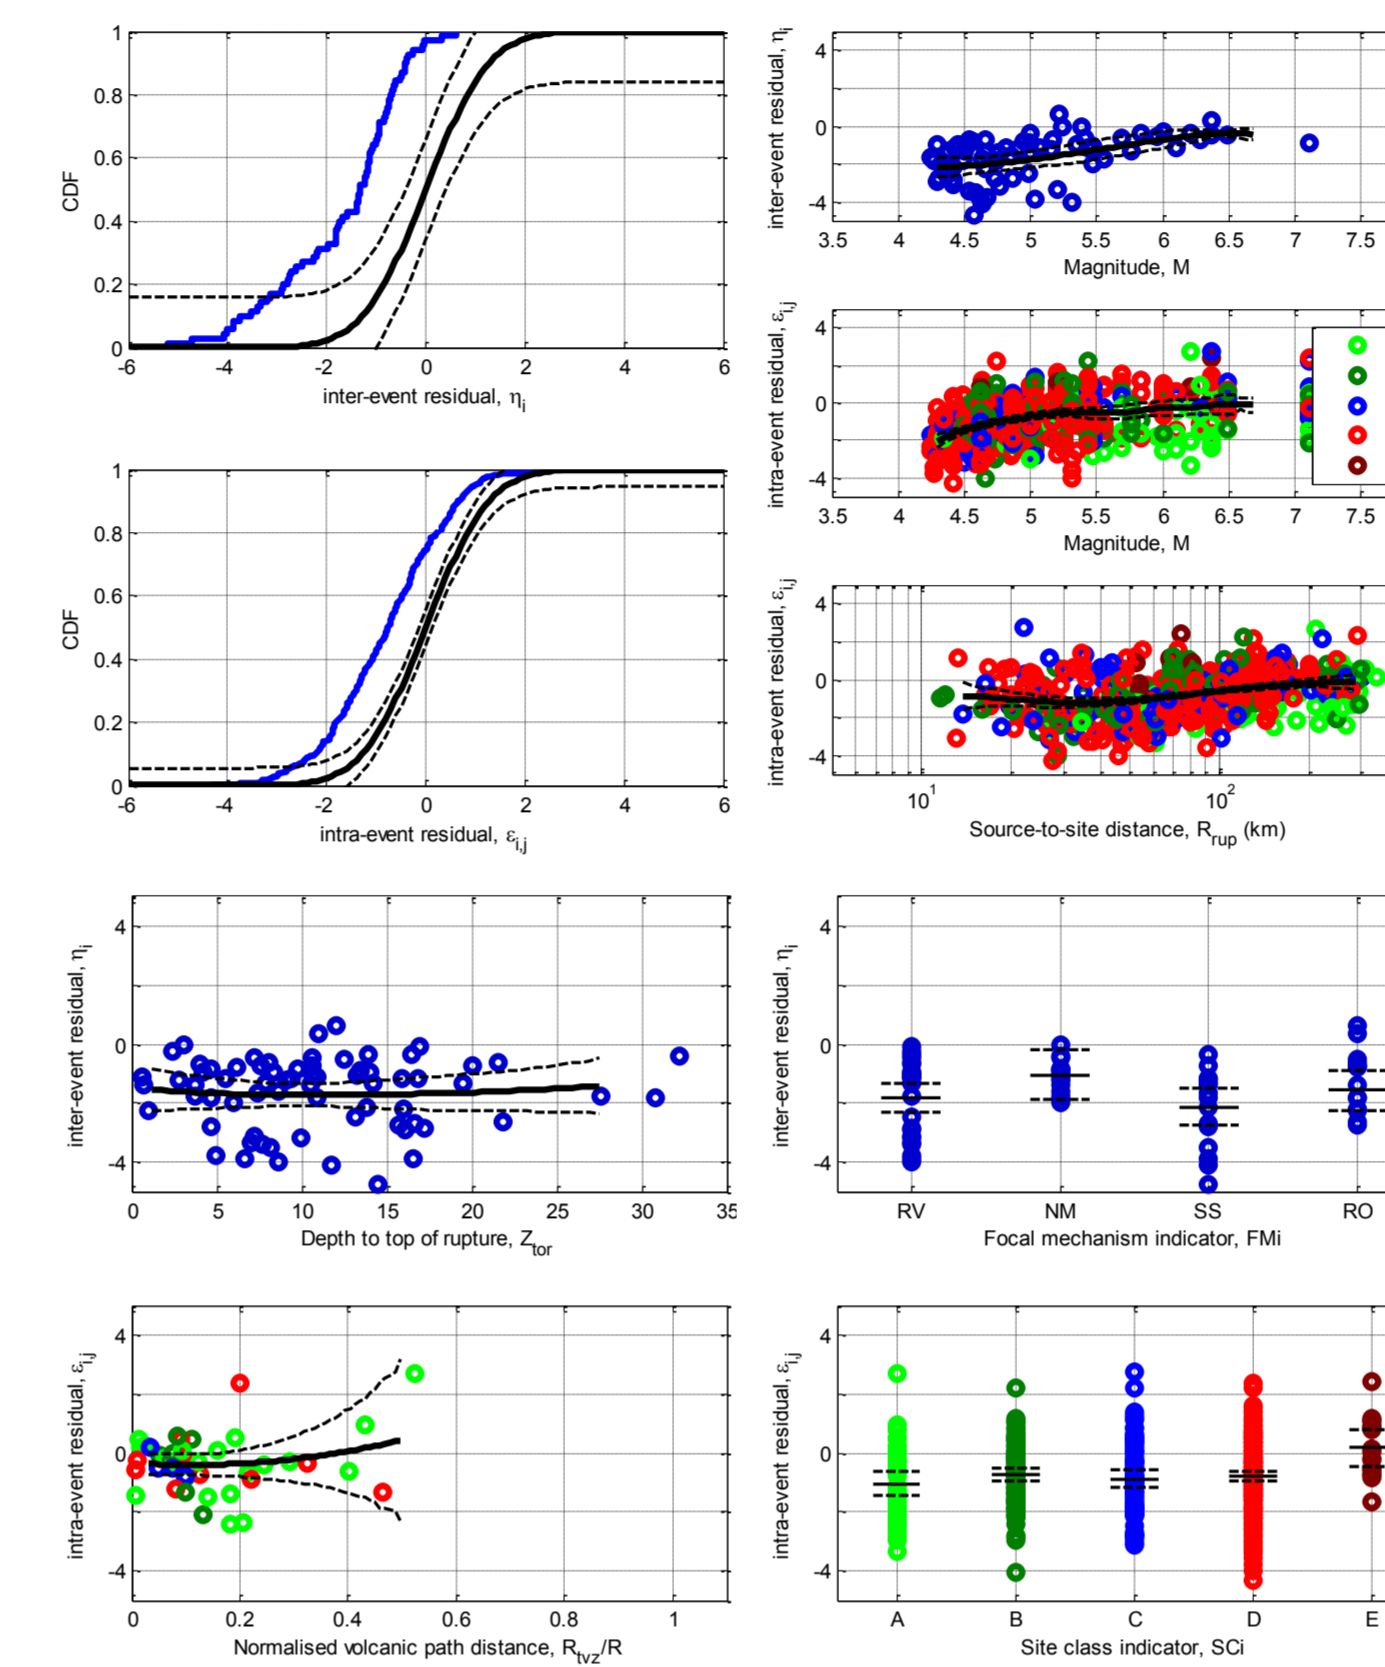 1
0.8
0.6
0.4
0.2
0
CDF
-6 -4 -2 0 2 4 6
inter-event residual, ηi
inter-event residual, ηi
4
0
-4
3.5 4 4.5 5 5.5 6 6.5 7 7.5
Magnitude, M
intra-event residual, εi,j
4
0
-4
3.5 4 4.5 5 5.5 6 6.5 7 7.5
Magnitude, M
1
0.8
0.6
0.4
0.2
0
CDF
-6 -4 -2 0 2 4 6
intra-event residual, εi,j
intra-event residual, εi,j
4
0
-4
10^1 10^2
Source-to-site distance, Rrup (km)
inter-event residual, ηi
4
0
-4
0 5 10 15 20 25 30 35
Depth to top of rupture, Ztor
inter-event residual, ηi
4
0
-4
RV NM SS RO
Focal mechanism indicator, FMi
intra-event residual, εi,j
4
0
-4
0 0.2 0.4 0.6 0.8 1
Normalised volcanic path distance, Rtvz/R
intra-event residual, εi,j
4
0
-4
A B C D E
Site class indicator, SCi